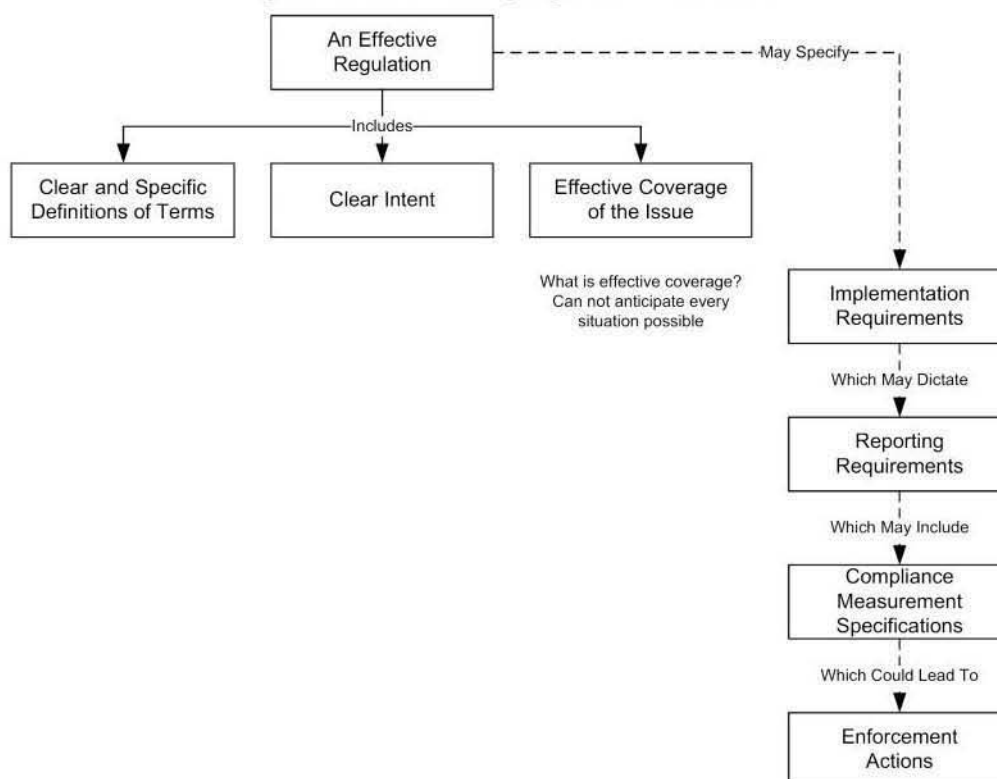 An Effective
Regulation
May Specify
Includes
Clear and Specific
Definitions of Terms
Clear Intent
Effective Coverage
of the Issue
What is effective coverage?
Can not anticipate every
situation possible
Implementation
Requirements
Which May Dictate
Reporting
Requirements
Which May Include
Compliance
Measurement
Specifications
Which Could Lead To
Enforcement
Actions